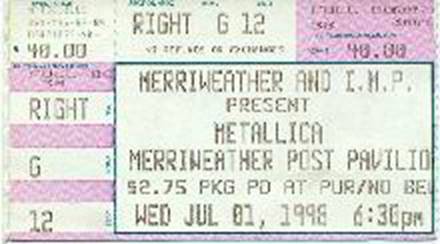 RIGHT G 12
$ 40.00
40.00
MERRIWEATHER AND I.M.P.
PRESENT
METALLICA
MERRIWEATHER POST PAVILIO
$2.75 PKG PD AT PUR/NO BE
WED JUL 01, 1998 6:30pm
RIGHT
G
12